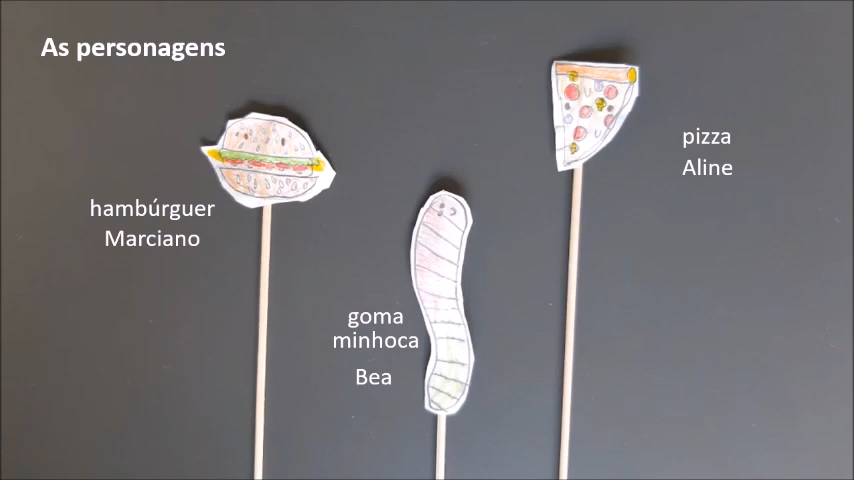 As personagens
pizza
Aline
hambúrguer
Marciano
goma
minhoca
Bea